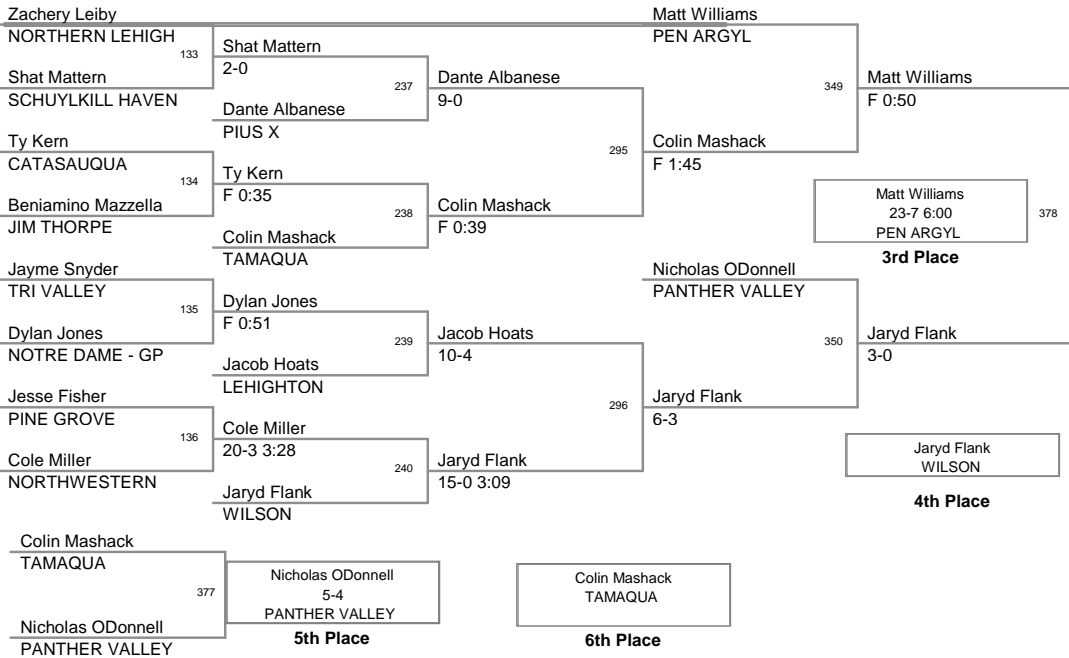 Zachery Leiby
NORTHERN LEHIGH
133
Shat Mattern
SCHUYLKILL HAVEN
Ty Kern
CATASAUQUA
134
Beniamino Mazzella
JIM THORPE
Jayme Snyder
TRI VALLEY
135
Dylan Jones
NOTRE DAME - GP
Jesse Fisher
PINE GROVE
136
Cole Miller
NORTHWESTERN
Shat Mattern
2-0
237
Dante Albanese
PIUS X
Ty Kern
F 0:35
238
Colin Mashack
TAMAQUA
Dylan Jones
F 0:51
239
Jacob Hoats
LEHIGHTON
Cole Miller
20-3 3:28
240
Jaryd Flank
WILSON
Dante Albanese
9-0
295
Colin Mashack
F 0:39
Jacob Hoats
10-4
296
Jaryd Flank
15-0 3:09
Matt Williams
PEN ARGYL
349
Colin Mashack
F 1:45
Nicholas ODonnell
PANTHER VALLEY
350
Jaryd Flank
6-3
Matt Williams
F 0:50
Matt Williams
23-7 6:00
PEN ARGYL
378
3rd Place
Jaryd Flank
3-0
Jaryd Flank
WILSON
4th Place
Colin Mashack
TAMAQUA
377
Nicholas ODonnell
PANTHER VALLEY
Nicholas ODonnell
5-4
PANTHER VALLEY
5th Place
Colin Mashack
TAMAQUA
6th Place